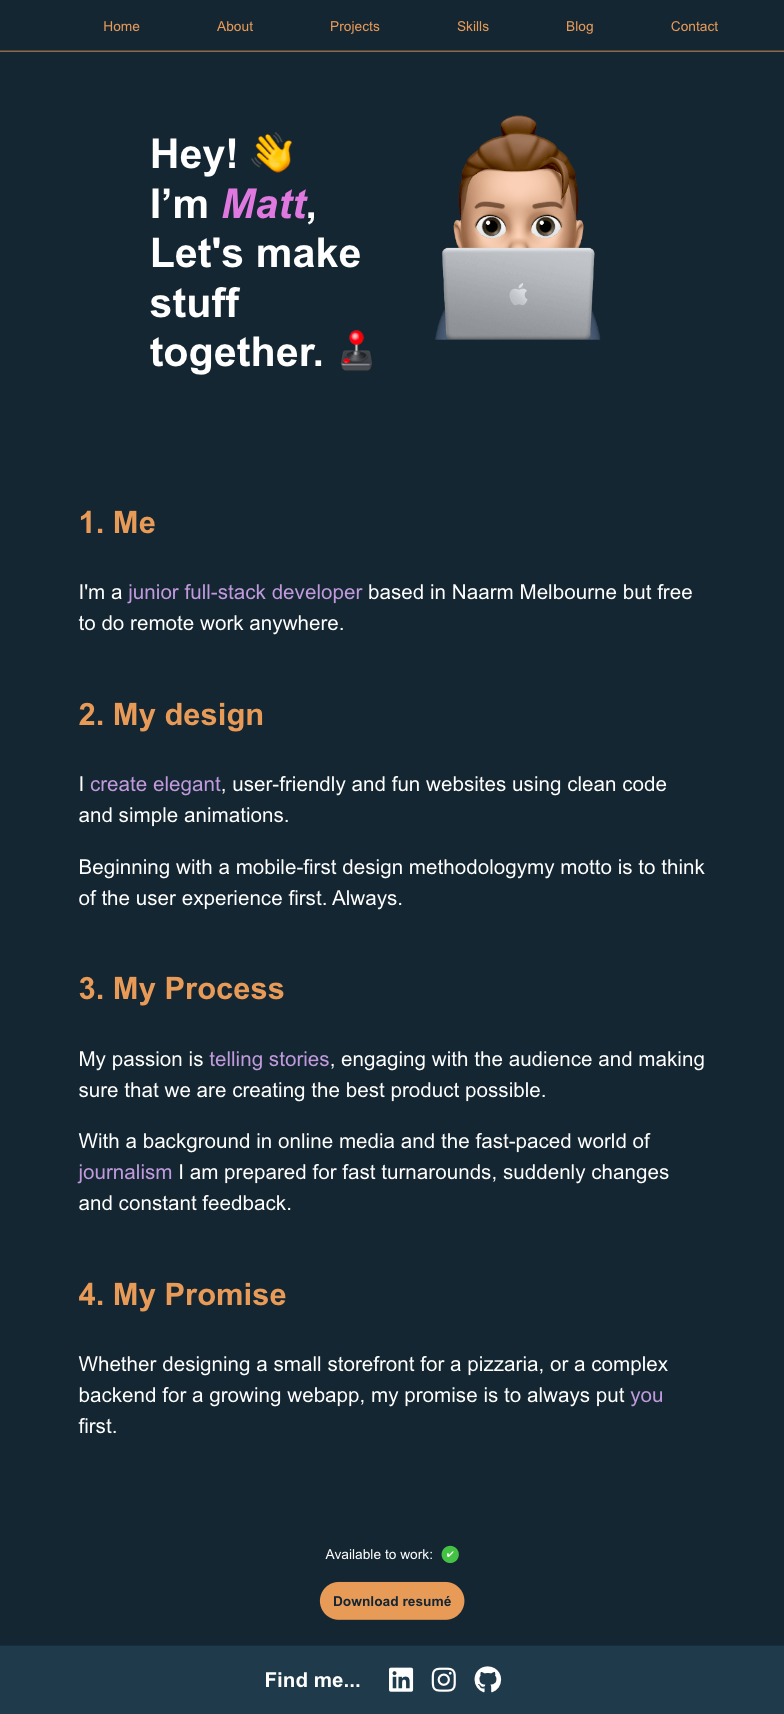 Home About Projects Skills Blog Contact
Hey! 👋
I’m Matt,
Let's make
stuff
together. 🕹️
1. Me
I'm a junior full-stack developer based in Naarm Melbourne but free
to do remote work anywhere.
2. My design
I create elegant, user-friendly and fun websites using clean code
and simple animations.
Beginning with a mobile-first design methodologymy motto is to think
of the user experience first. Always.
3. My Process
My passion is telling stories, engaging with the audience and making
sure that we are creating the best product possible.
With a background in online media and the fast-paced world of
journalism I am prepared for fast turnarounds, suddenly changes
and constant feedback.
4. My Promise
Whether designing a small storefront for a pizzaria, or a complex
backend for a growing webapp, my promise is to always put you
first.
Available to work: ✔
Download resumé
Find me...